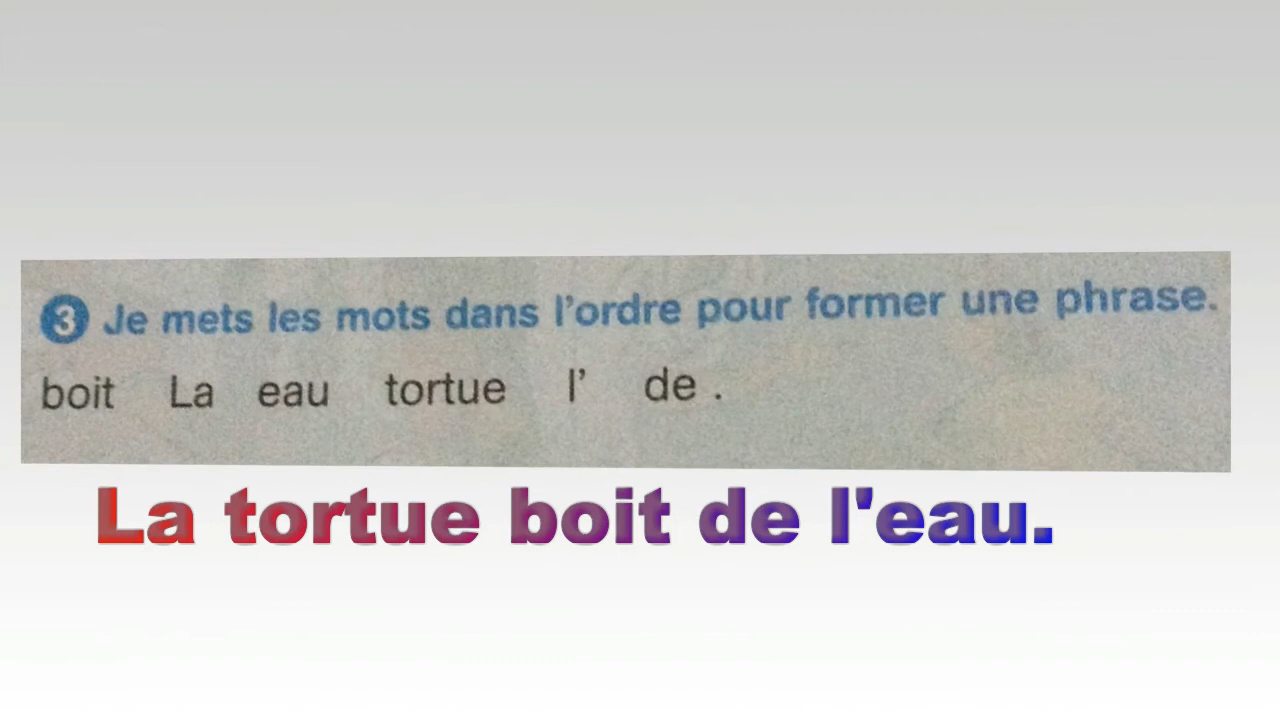 3 Je mets les mots dans l’ordre pour former une phrase.
boit La eau tortue l’ de .
La tortue boit de l'eau.